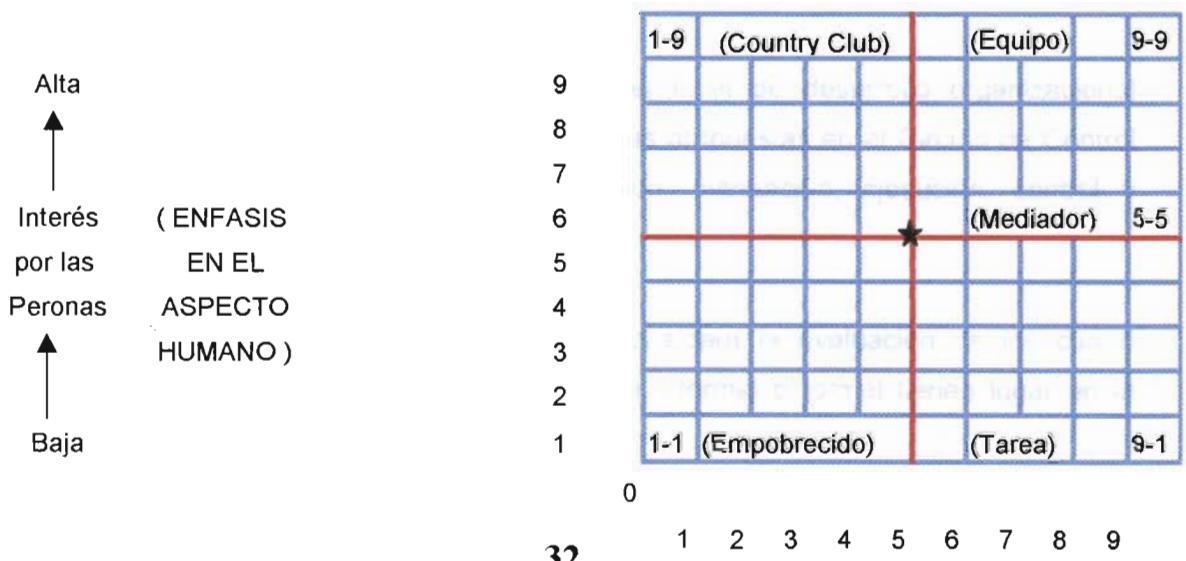 1-9 (Country Club) (Equipo) 9-9
Alta 9
8
7
Interés ( ENFASIS 6 (Mediador) 5-5
por las EN EL 5
Peronas ASPECTO 4
HUMANO ) 3
2
Baja 1 1-1 (Empobrecido) (Tarea) 9-1
0
1 2 3 4 5 6 7 8 9
32